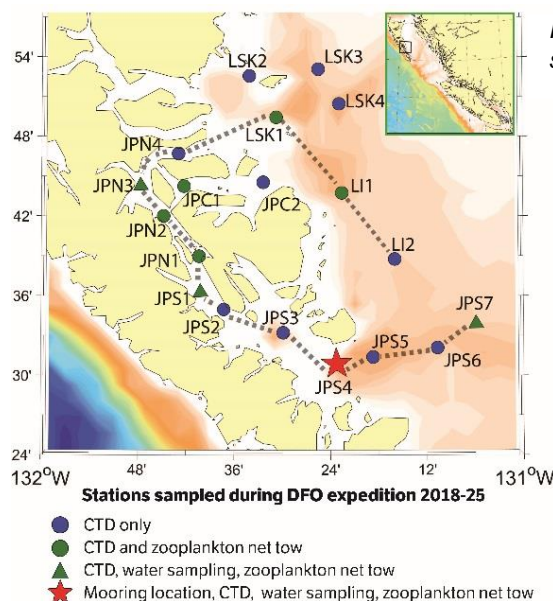 54'
48'
42'
36'
30'
24'
132°W
48'
36'
24'
12'
131°W
LSK2
LSK3
LSK4
LSK1
JPN4
JPN3
JPC1
JPC2
LI1
JPN2
JPN1
LI2
JPS1
JPS2
JPS3
JPS7
JPS5
JPS6
JPS4
Stations sampled during DFO expedition 2018-25
CTD only
CTD and zooplankton net tow
CTD, water sampling, zooplankton net tow
Mooring location, CTD, water sampling, zooplankton net tow